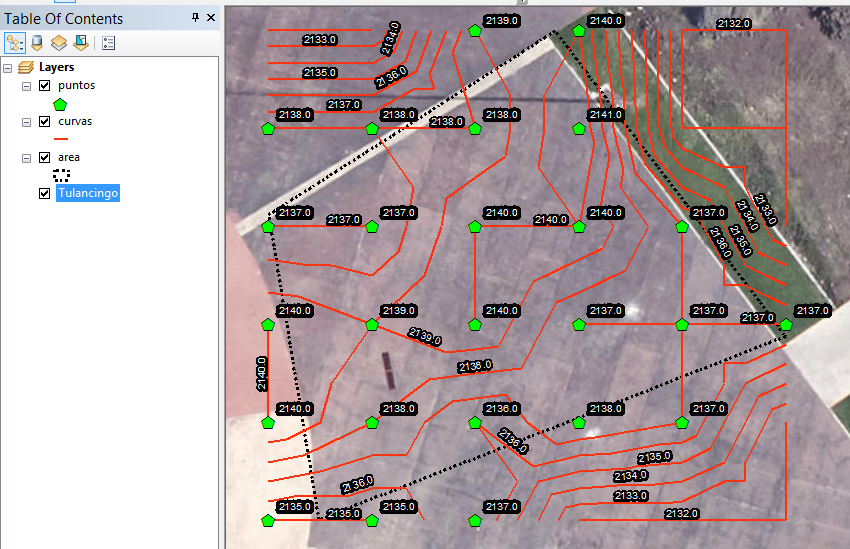 Table Of Contents
Layers
puntos
curvas
area
Tulancingo
2139.0 2140.0 2132.0
2133.0 2134.0
2135.0 2136.0
2137.0
2138.0 2138.0 2138.0 2138.0 2141.0
2137.0 2137.0 2137.0 2140.0 2140.0 2140.0 2137.0 2134.0 2133.0
2136.0 2135.0
2140.0 2139.0 2140.0 2137.0 2137.0 2137.0 2137.0
2139.0
2140.0 2138.0
2140.0 2138.0 2136.0 2138.0 2137.0
2136.0
2135.0
2136.0 2134.0
2133.0
2135.0 2135.0 2135.0 2137.0 2132.0